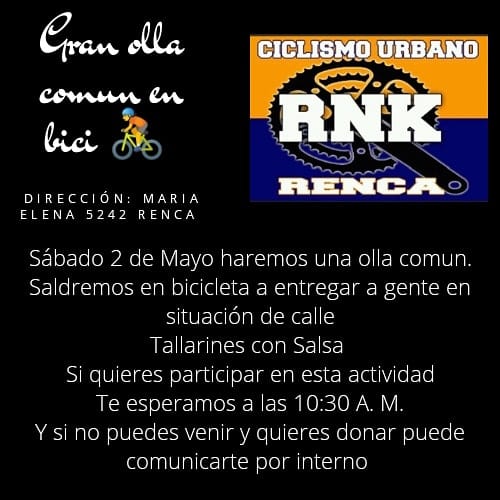 Gran olla
comun en
bici 🚴
DIRECCIÓN: MARIA
ELENA 5242 RENCA
CICLISMO URBANO
RNK
RENCA
Sábado 2 de Mayo haremos una olla comun.
Saldremos en bicicleta a entregar a gente en
situación de calle
Tallarines con Salsa
Si quieres participar en esta actividad
Te esperamos a las 10:30 A. M.
Y si no puedes venir y quieres donar puede
comunicarte por interno